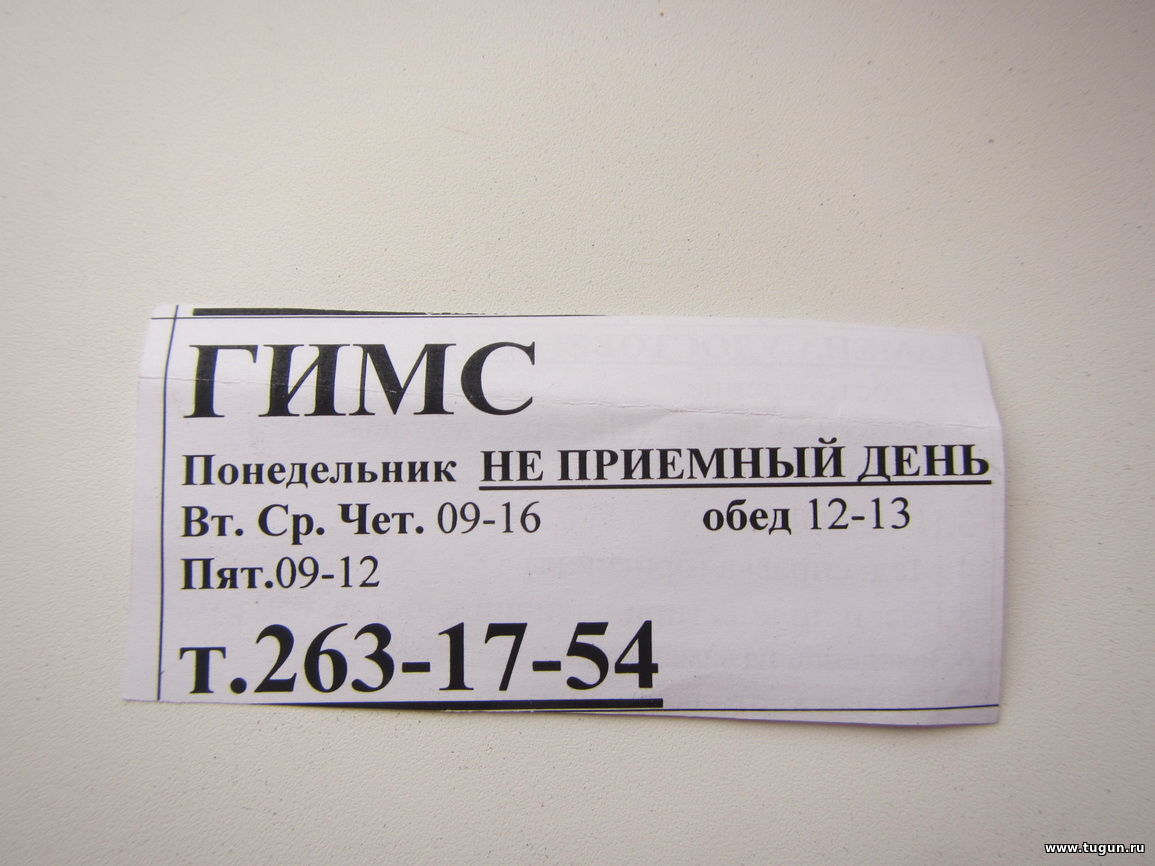 ГИМС
Понедельник НЕ ПРИЕМНЫЙ ДЕНЬ
Вт. Ср. Чет. 09-16 обед 12-13
Пят.09-12
т.263-17-54
www.tugun.ru